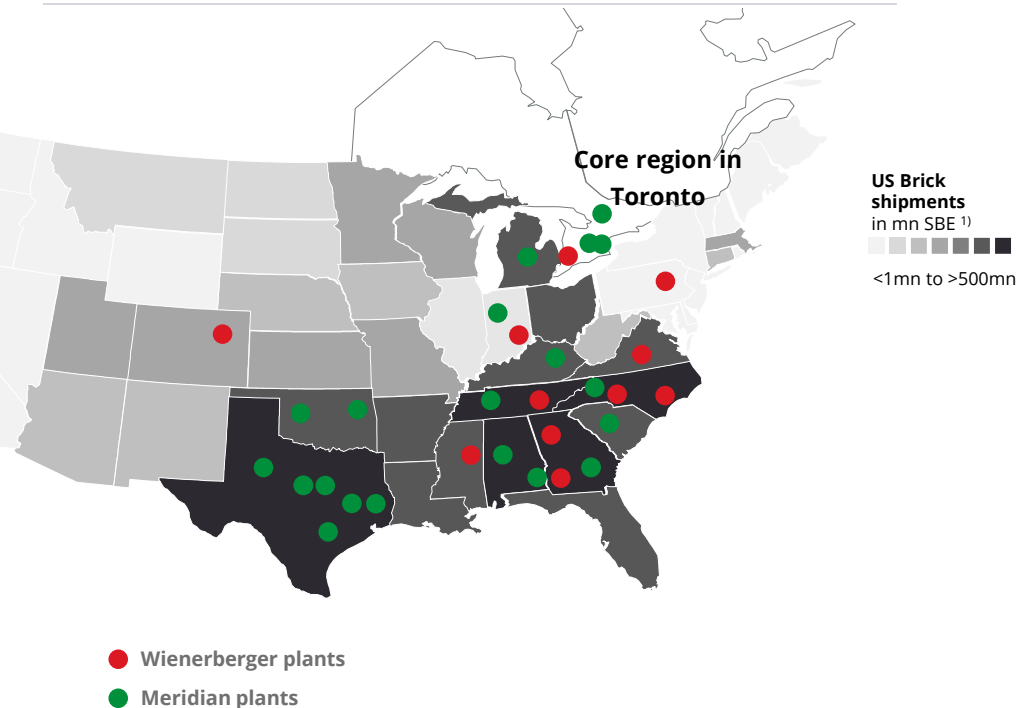 Core region in
Toronto
US Brick
shipments
in mn SBE 1)
<1mn to >500mn
Wienerberger plants
Meridian plants